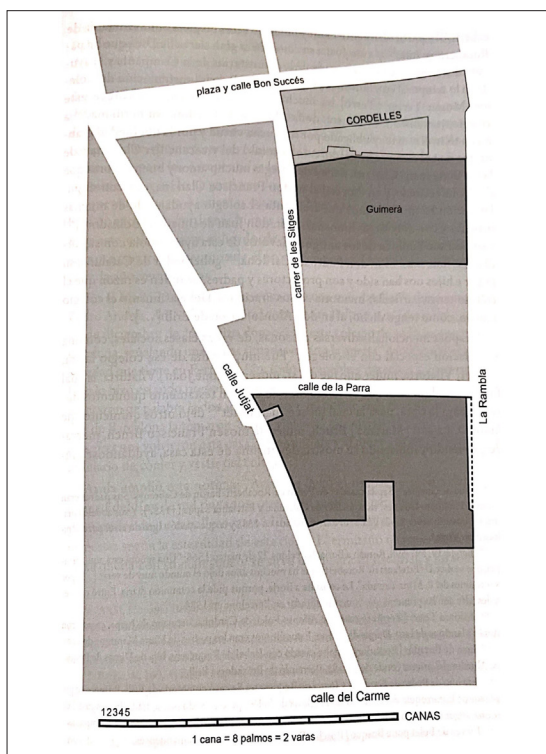 plaza y calle Bon Succés
CORDELLES
Guimerà
carrer de les Sitges
calle de la Parra
calle Jutjat
La Rambla
calle del Carme
12345
CANAS
1 cana = 8 palmos = 2 varas